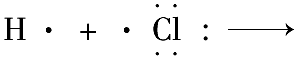 H · + · Cl : ⟶